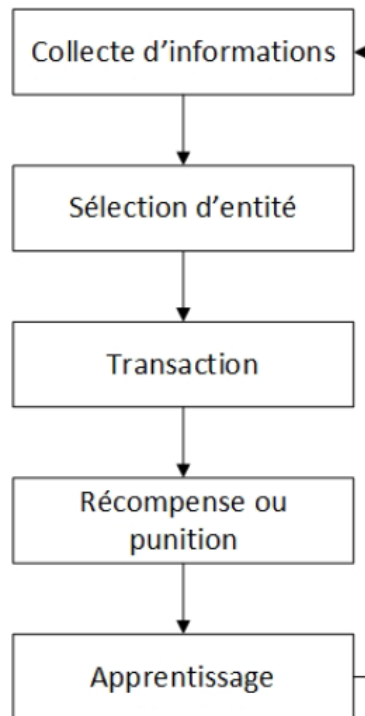 Collecte d’informations
Sélection d’entité
Transaction
Récompense ou
punition
Apprentissage